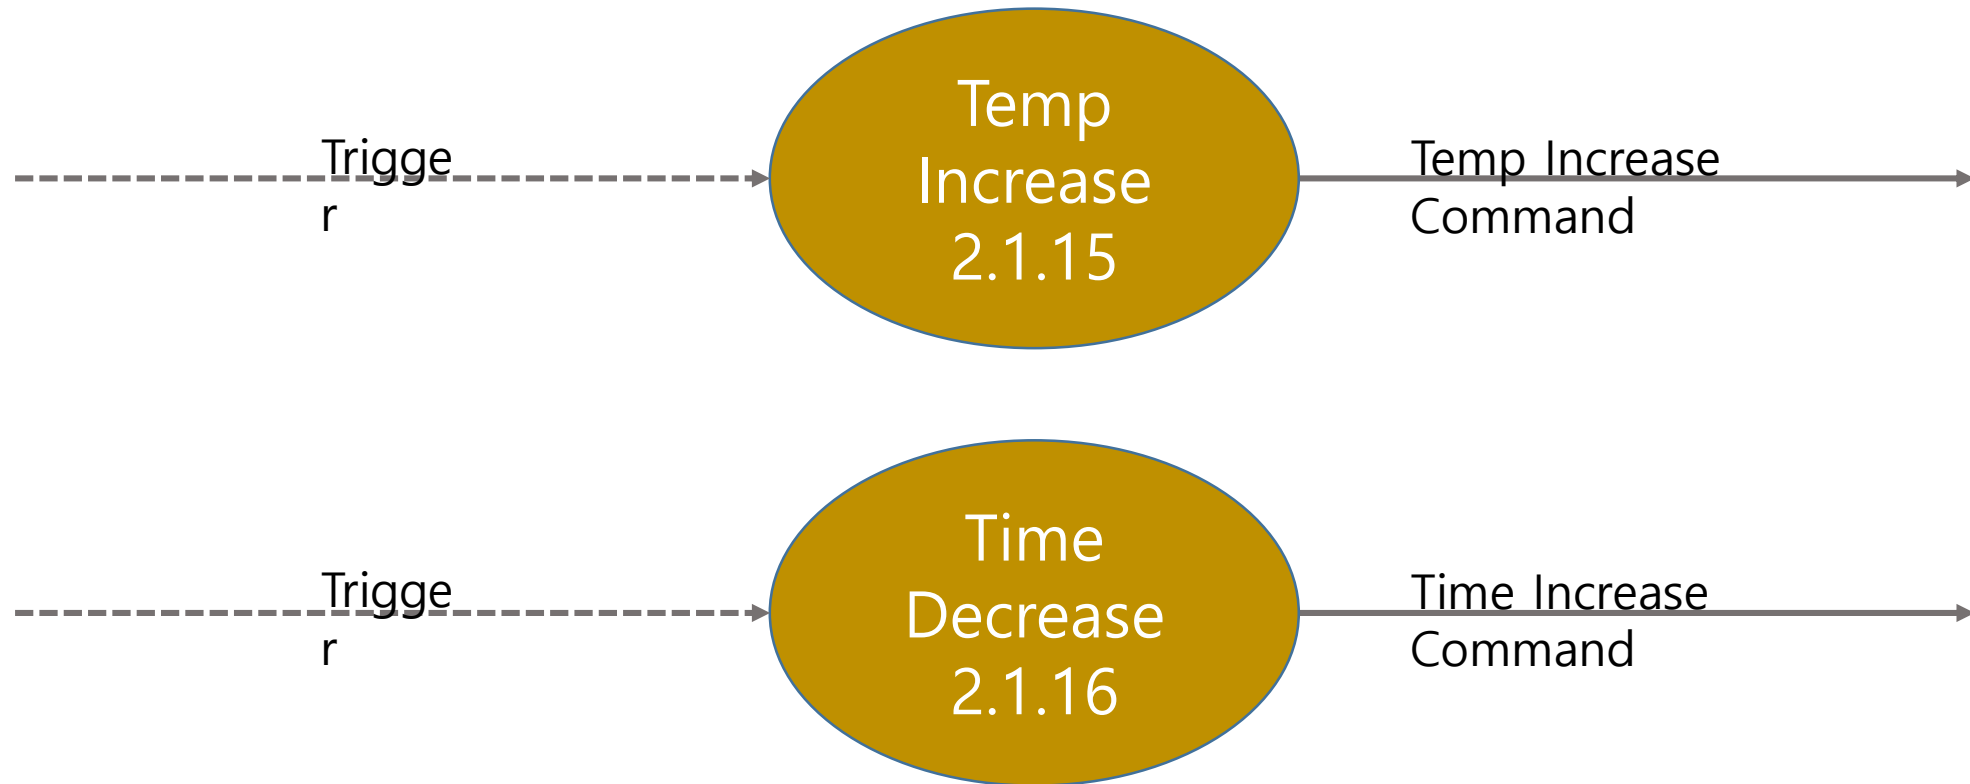 Trigge
r
Temp
Increase
2.1.15
Temp Increase
Command
Trigge
r
Time
Decrease
2.1.16
Time Increase
Command